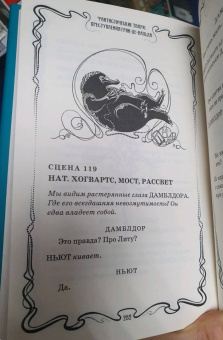 ФАНТАСТИЧЕСКИЕ ТВАРИ:
ПРЕСТУПЛЕНИЯ ГРИН-ДЕ-ВАЛЬДА
СЦЕНА 119
НАТ. ХОГВАРТС, МОСТ, РАССВЕТ
Мы видим растерянные глаза ДАМБЛДОРА.
Где его всегдашняя невозмутимость? Он
едва владеет собой.
ДАМБЛДОР
Это правда? Про Литу?
НЬЮТ кивает.
НЬЮТ
Да.